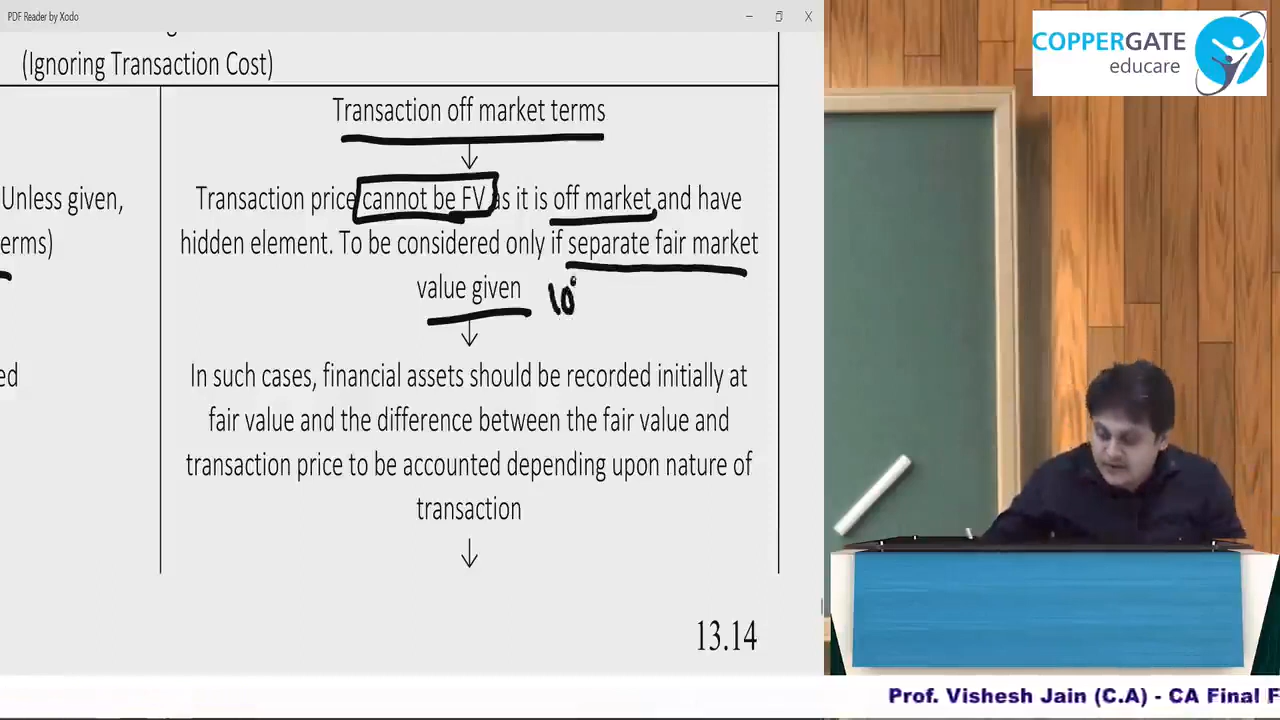 PDF Reader by Xodo
(Ignoring Transaction Cost)
Unless given,
erms)
ed
Transaction off market terms
Transaction price cannot be FV as it is off market and have
hidden element. To be considered only if separate fair market
value given
In such cases, financial assets should be recorded initially at
fair value and the difference between the fair value and
transaction price to be accounted depending upon nature of
transaction
13.14
COPPERGATE
educare
Prof. Vishesh Jain (C.A) - CA Final F